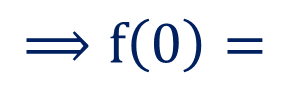 ⟹ f(0) =